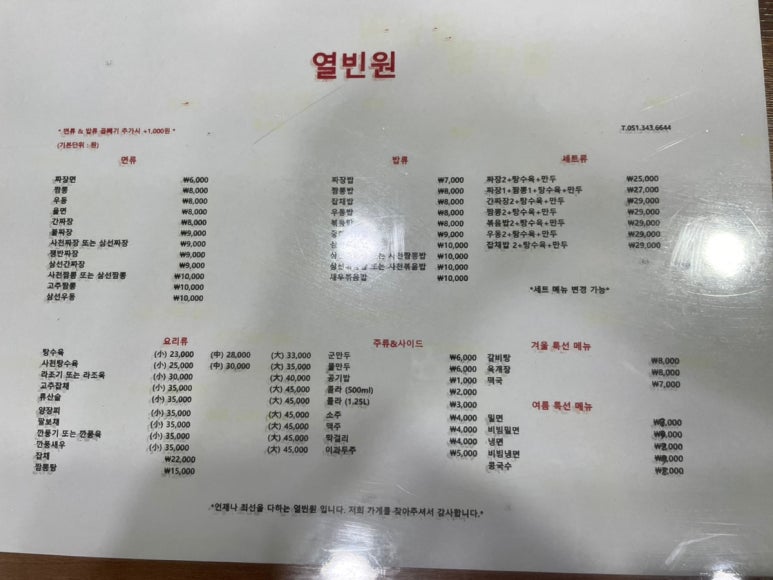 열빈원
* 면류 & 밥류 곱빼기 추가시 +1,000원 *
(기본단위 : 원)
T.051.343.6644
면류
짜장면 ₩6,000
짬뽕 ₩8,000
우동 ₩8,000
울면 ₩8,000
간짜장 ₩8,000
물짜장 ₩9,000
사천짜장 또는 삼선짜장 ₩9,000
쟁반짜장 ₩9,000
삼선간짜장 ₩9,000
사천짬뽕 또는 삼선짬뽕 ₩10,000
고추짬뽕 ₩10,000
삼선우동 ₩10,000
밥류
짜장밥 ₩7,000
짬뽕밥 ₩8,000
잡채밥 ₩8,000
우동밥 ₩8,000
볶음밥 ₩8,000
₩9,000
₩10,000
또는 사천짬뽕밥 ₩10,000
또는 사천볶음밥 ₩10,000
새우볶음밥 ₩10,000
세트류
짜장2+탕수육+만두 ₩25,000
짜장1+짬뽕1+탕수육+만두 ₩27,000
간짜장2+탕수육+만두 ₩29,000
짬뽕2+탕수육+만두 ₩29,000
볶음밥2+탕수육+만두 ₩29,000
우동2+탕수육+만두 ₩29,000
잡채밥 2+탕수육+만두 ₩29,000
*세트 메뉴 변경 가능*
요리류
탕수육 (小) 23,000 (中) 28,000 (大) 33,000
사천탕수육 (小) 25,000 (中) 30,000 (大) 35,000
라조기 또는 라조육 (小) 30,000 (大) 40,000
고추잡채 (小) 35,000 (大) 45,000
류산슬 (小) 35,000 (大) 45,000
양장피 (小) 35,000 (大) 45,000
팔보채 (小) 35,000 (大) 45,000
깐풍기 또는 깐풍육 (小) 35,000 (大) 45,000
깐풍새우 (小) 35,000 (大) 45,000
잡채 ₩22,000
짬뽕탕 ₩15,000
주류&사이드
군만두 ₩6,000
물만두 ₩6,000
공기밥 ₩1,000
콜라 (500ml) ₩2,000
콜라 (1.25L) ₩3,000
소주 ₩4,000
맥주 ₩4,000
막걸리 ₩4,000
이과두주 ₩5,000
겨울 특선 메뉴
갈비탕 ₩8,000
육개장 ₩8,000
떡국 ₩7,000
여름 특선 메뉴
밀면
비빔밀면
냉면
비빔냉면
콩국수
*언제나 최선을 다하는 열빈원 입니다. 저희 가게를 찾아주셔서 감사합니다.*